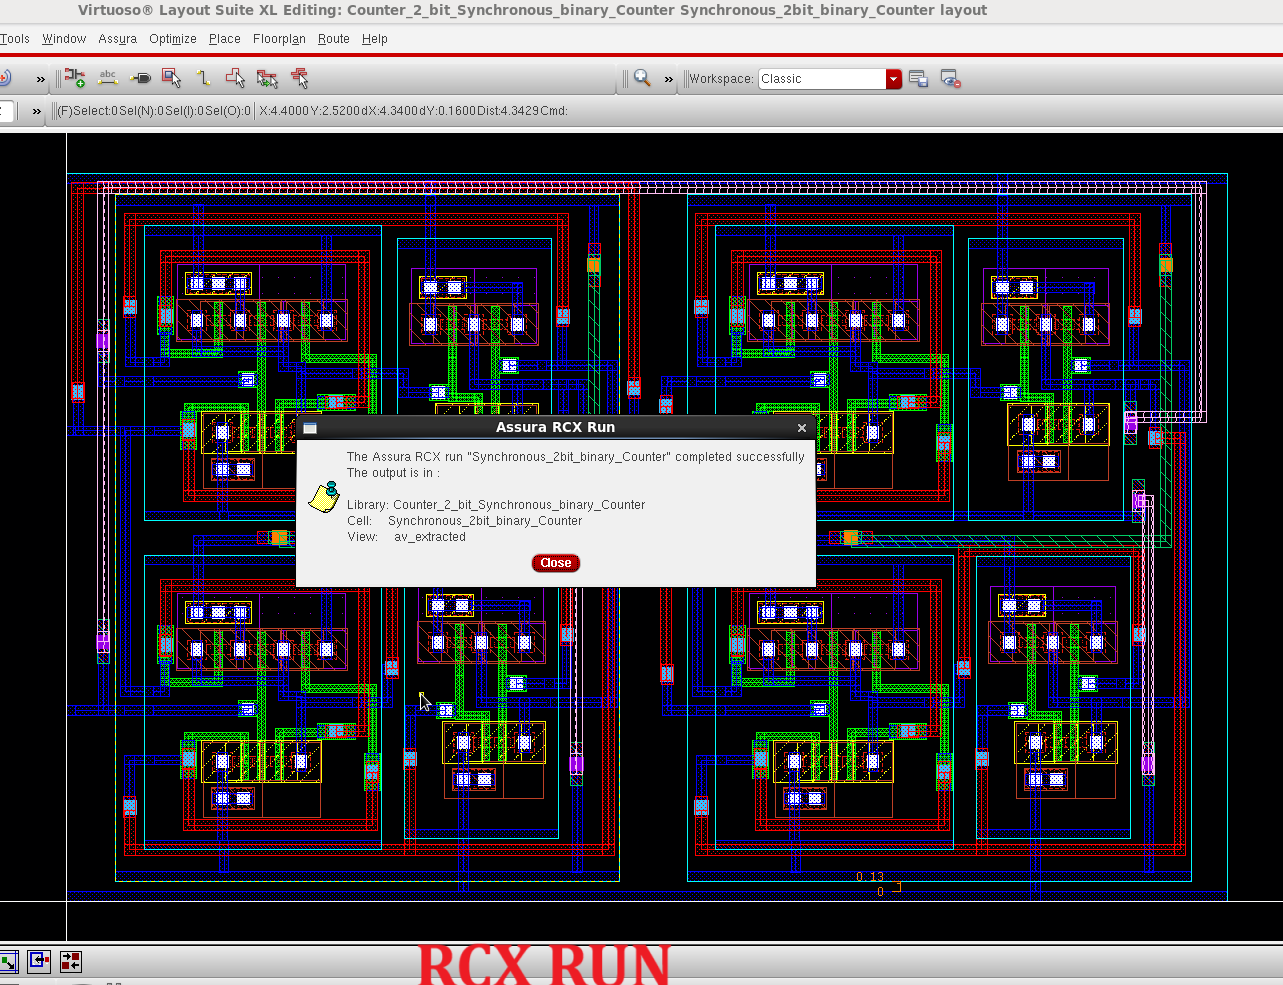 Virtuoso® Layout Suite XL Editing: Counter_2_bit_Synchronous_binary_Counter Synchronous_2bit_binary_Counter layout
Tools Window Assura Optimize Place Floorplan Route Help
» abc » Workspace: Classic
» (F)Select:0 Sel(N):0 Sel(I):0 Sel(O):0 X:4.4000 Y:2.5200 dX:4.3400 dY:0.1600 Dist:4.3429 Cmd:
Assura RCX Run
The Assura RCX run "Synchronous_2bit_binary_Counter" completed successfully
The output is in :
Library: Counter_2_bit_Synchronous_binary_Counter
Cell: Synchronous_2bit_binary_Counter
View: av_extracted
Close
0.13
0
RCX RUN